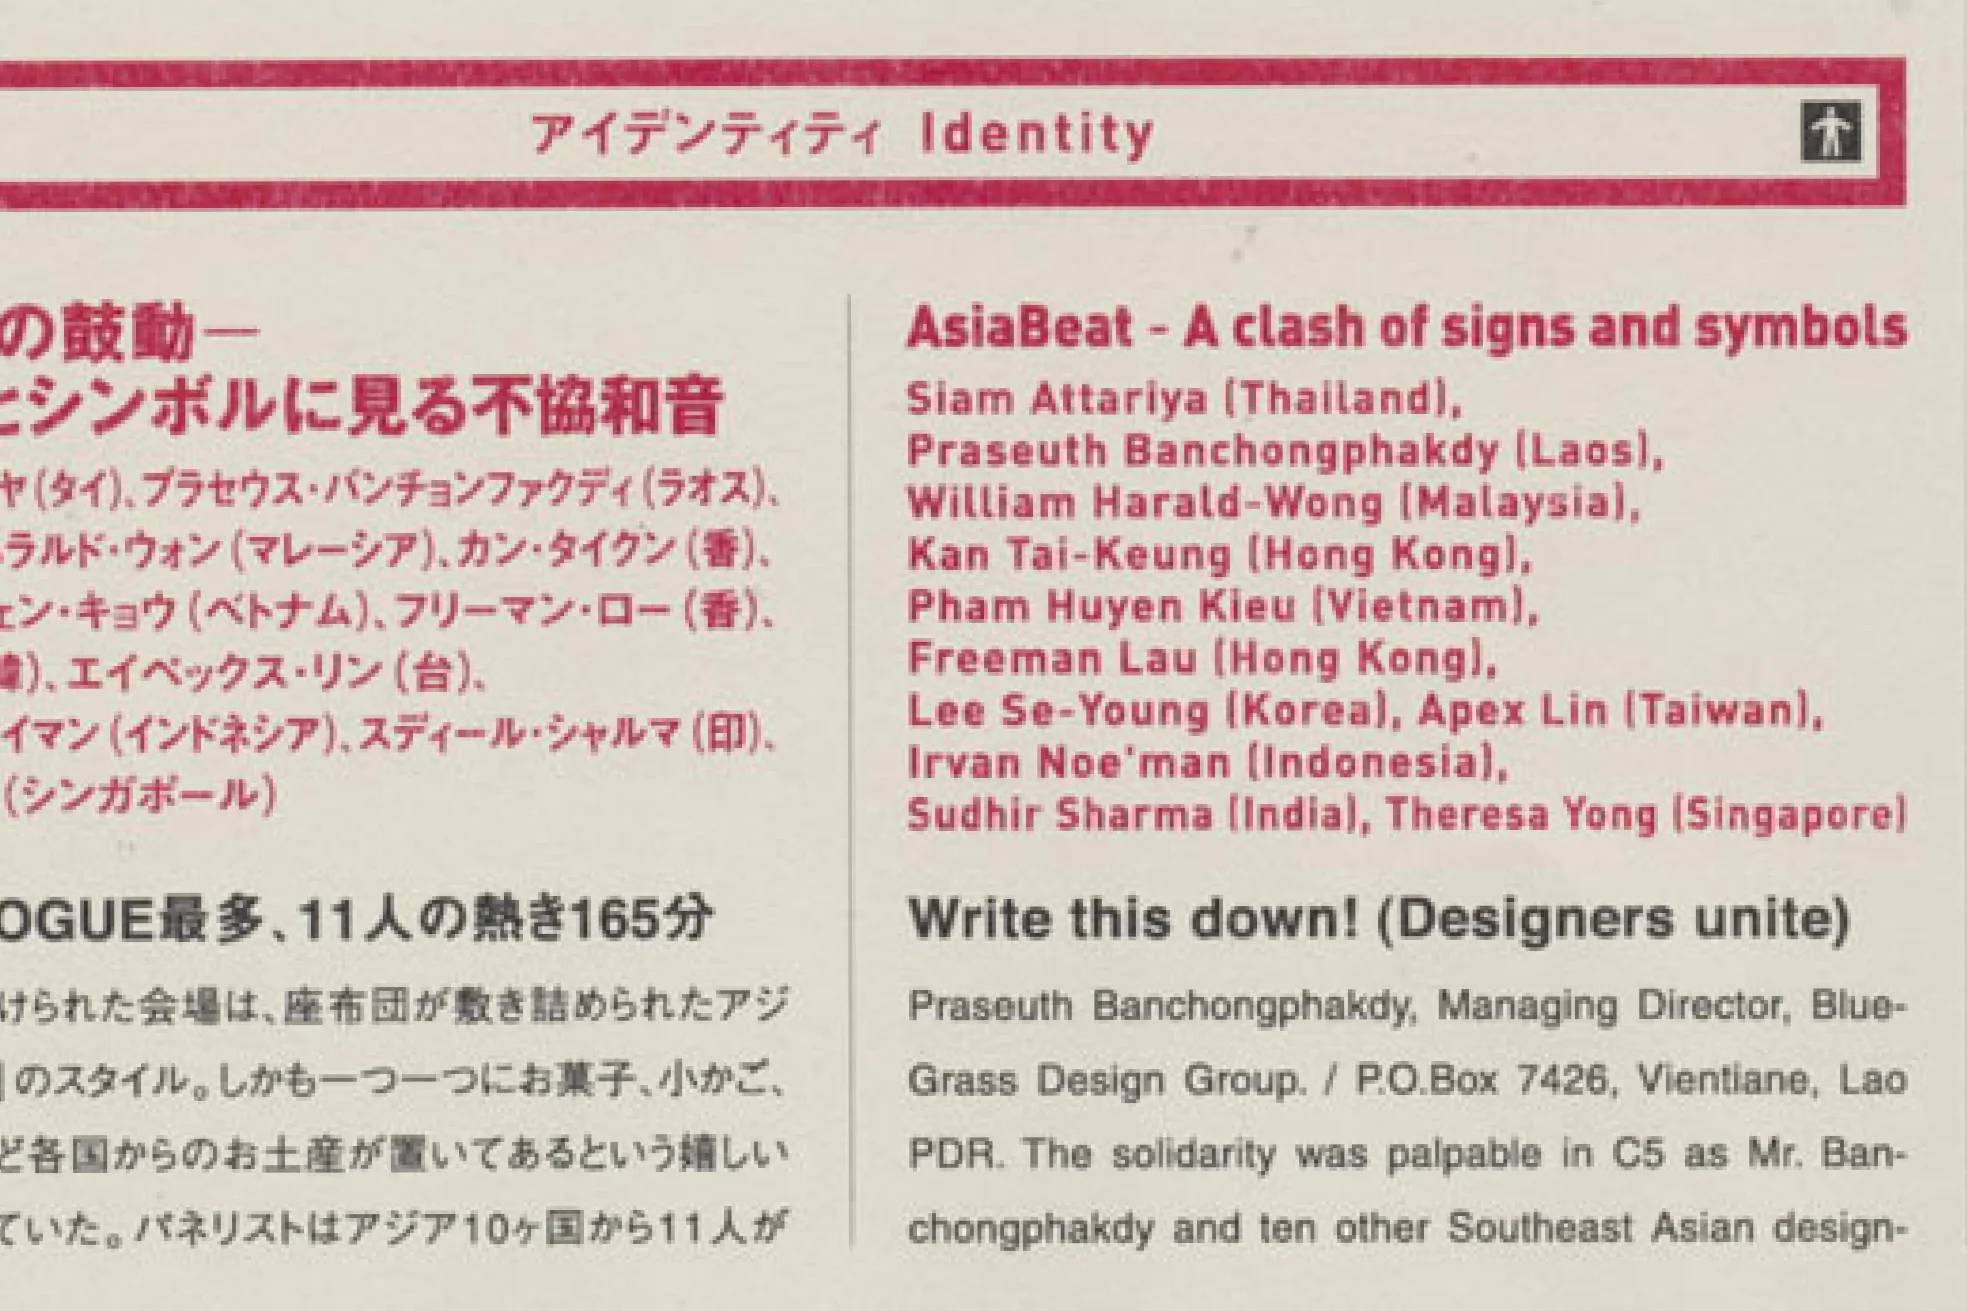 アイデンティティ Identity
の鼓動—
とシンボルに見る不協和音
ヤ(タイ)、プラセウス・バンチョンファクディ(ラオス)、
ラルド・ウォン(マレーシア)、カン・タイクン(香)、
ェン・キョウ(ベトナム)、フリーマン・ロー(香)、
韓)、エイペックス・リン(台)、
イマン(インドネシア)、スディール・シャルマ(印)、
(シンガポール)
OGUE最多、11人の熱き165分
けられた会場は、座布団が敷き詰められたアジ
のスタイル。しかも一つ一つにお菓子、小かご、
ど各国からのお土産が置いてあるという嬉しい
ていた。パネリストはアジア10ヶ国から11人が
AsiaBeat - A clash of signs and symbols
Siam Attariya (Thailand),
Praseuth Banchongphakdy (Laos),
William Harald-Wong (Malaysia),
Kan Tai-Keung (Hong Kong),
Pham Huyen Kieu (Vietnam),
Freeman Lau (Hong Kong),
Lee Se-Young (Korea), Apex Lin (Taiwan),
Irvan Noe'man (Indonesia),
Sudhir Sharma (India), Theresa Yong (Singapore)
Write this down! (Designers unite)
Praseuth Banchongphakdy, Managing Director, Blue-
Grass Design Group. / P.O.Box 7426, Vientiane, Lao
PDR. The solidarity was palpable in C5 as Mr. Ban-
chongphakdy and ten other Southeast Asian design-